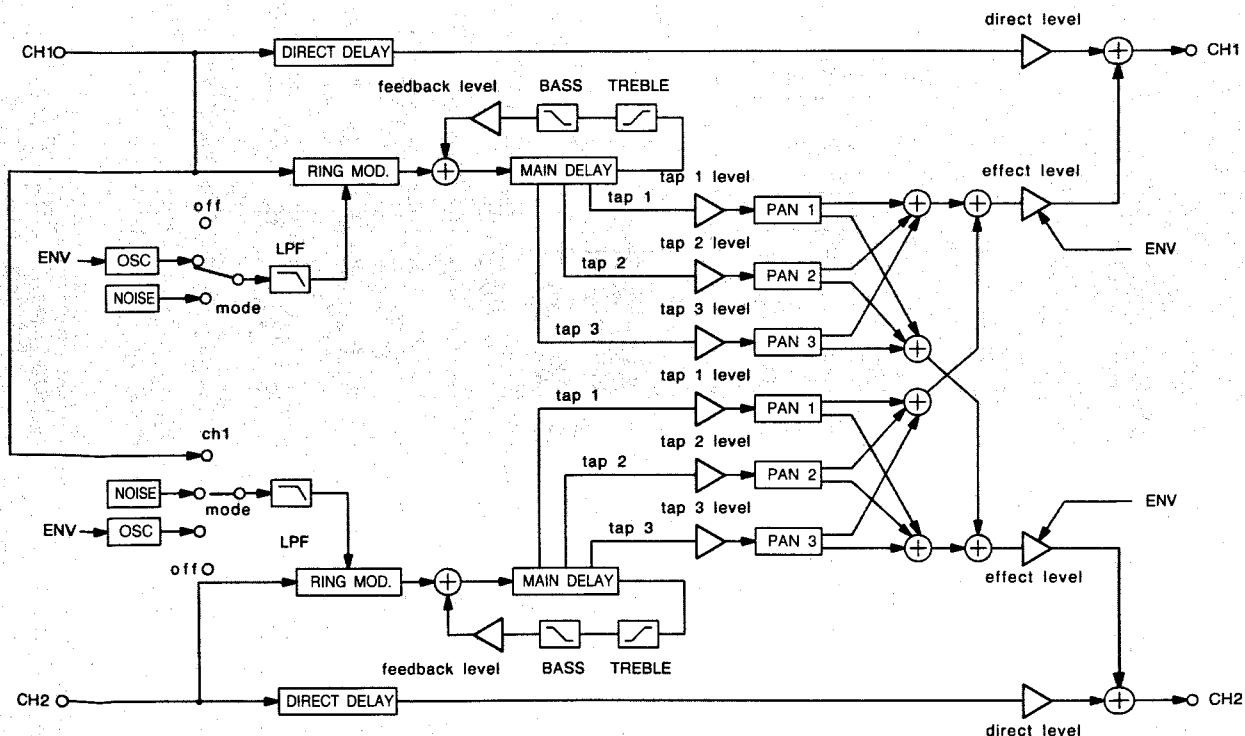 direct level
CH1
DIRECT DELAY
CH1
feedback level
BASS
TREBLE
RING MOD.
MAIN DELAY
tap 1 level
effect level
tap 1
PAN 1
off
ENV
OSC
LPF
tap 2 level
ENV
tap 2
PAN 2
NOISE
mode
tap 3 level
tap 3
PAN 3
tap 1 level
tap 1
PAN 1
ch1
tap 2 level
tap 2
PAN 2
NOISE
mode
tap 3 level
ENV
ENV
OSC
tap 3
PAN 3
LPF
off
RING MOD.
MAIN DELAY
effect level
feedback level
BASS
TREBLE
CH2
DIRECT DELAY
CH2
direct level